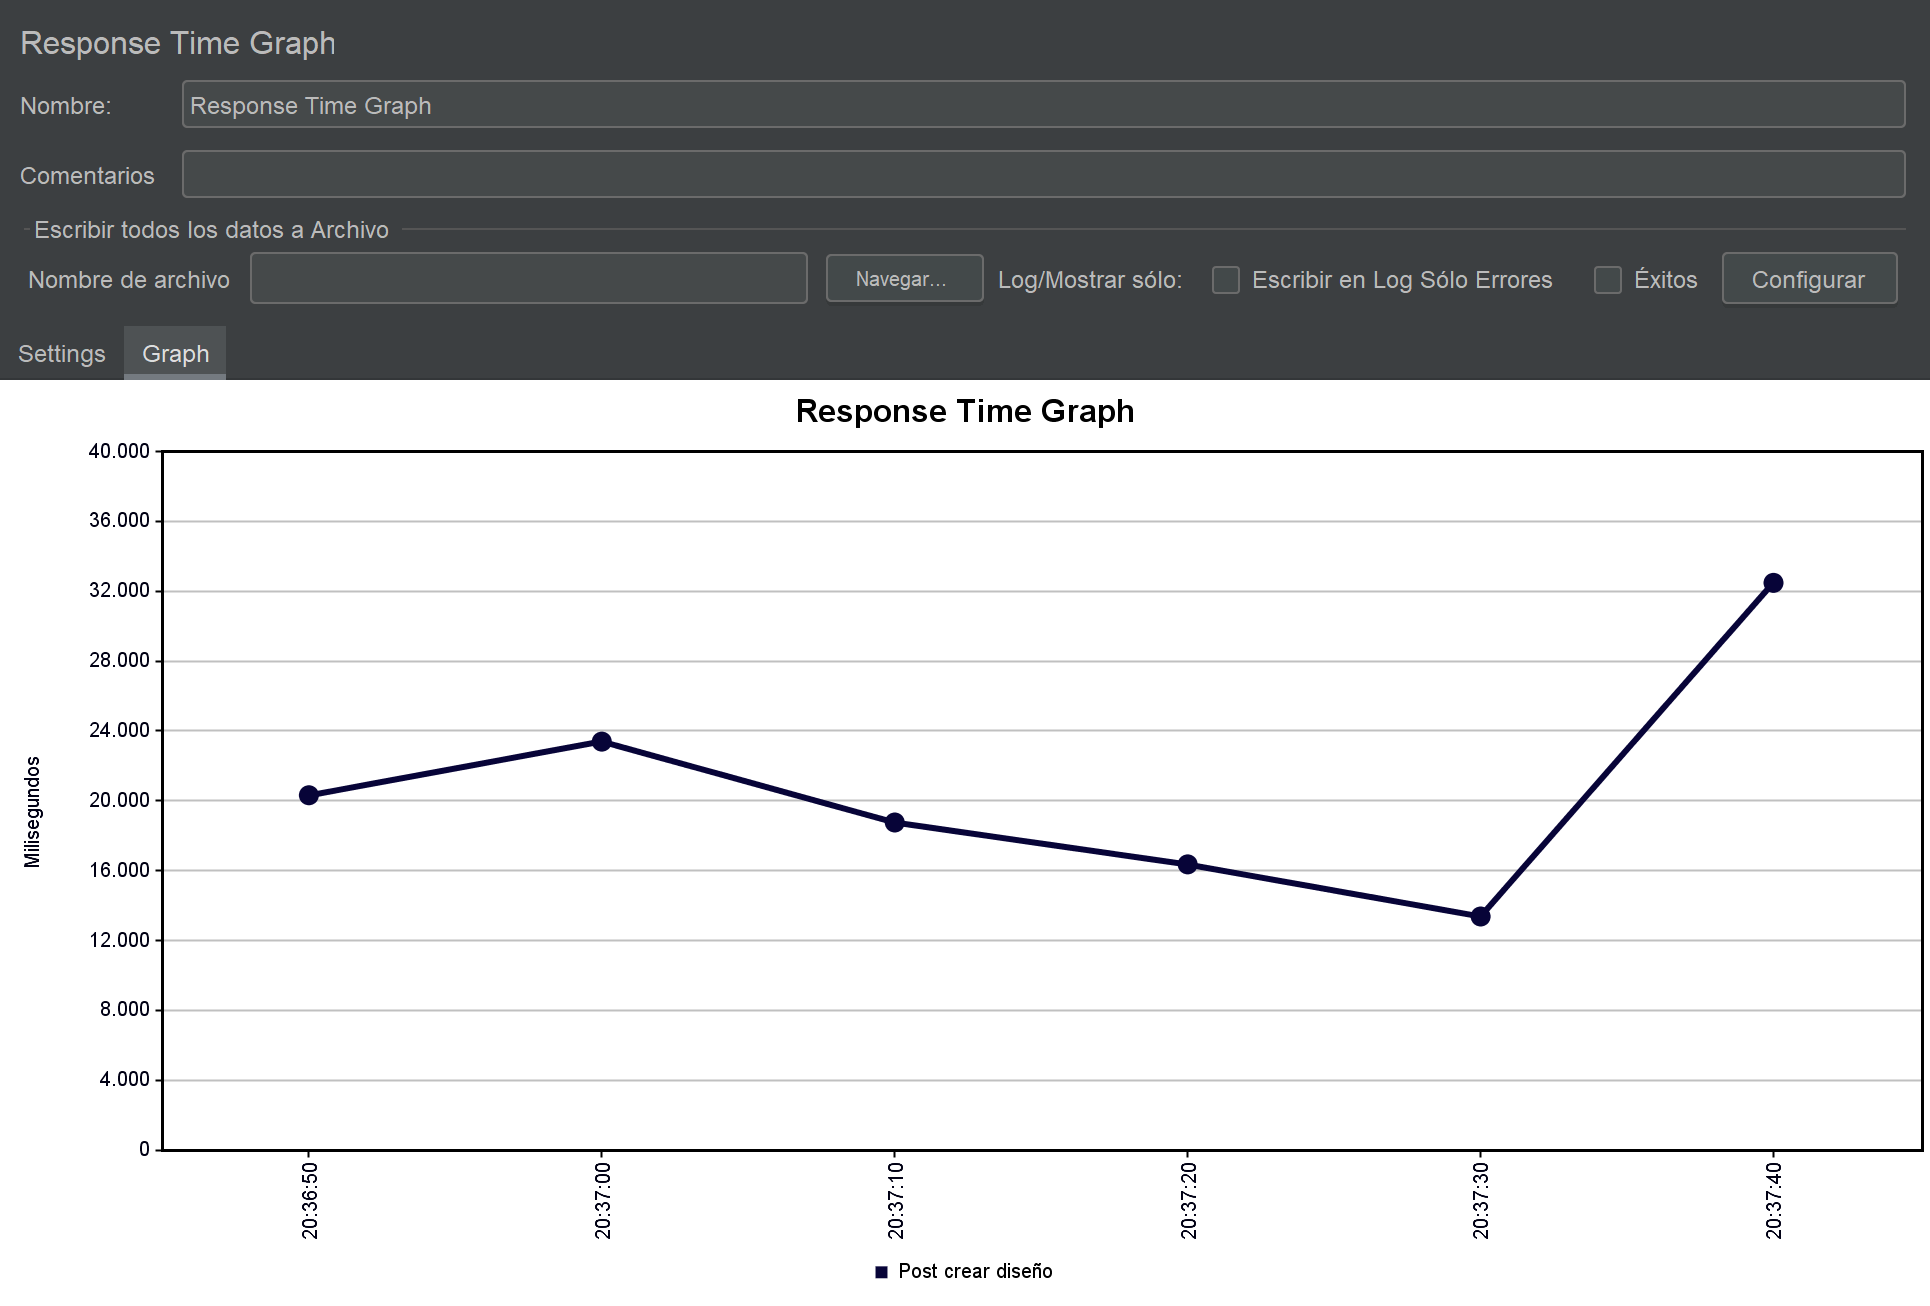 Response Time Graph
Nombre: Response Time Graph
Comentarios
Escribir todos los datos a Archivo
Nombre de archivo Navegar... Log/Mostrar sólo: Escribir en Log Sólo Errores Éxitos Configurar
Settings Graph
Response Time Graph
Milisegundos
40.000
36.000
32.000
28.000
24.000
20.000
16.000
12.000
8.000
4.000
0
20:36:50 20:37:00 20:37:10 20:37:20 20:37:30 20:37:40
Post crear diseño